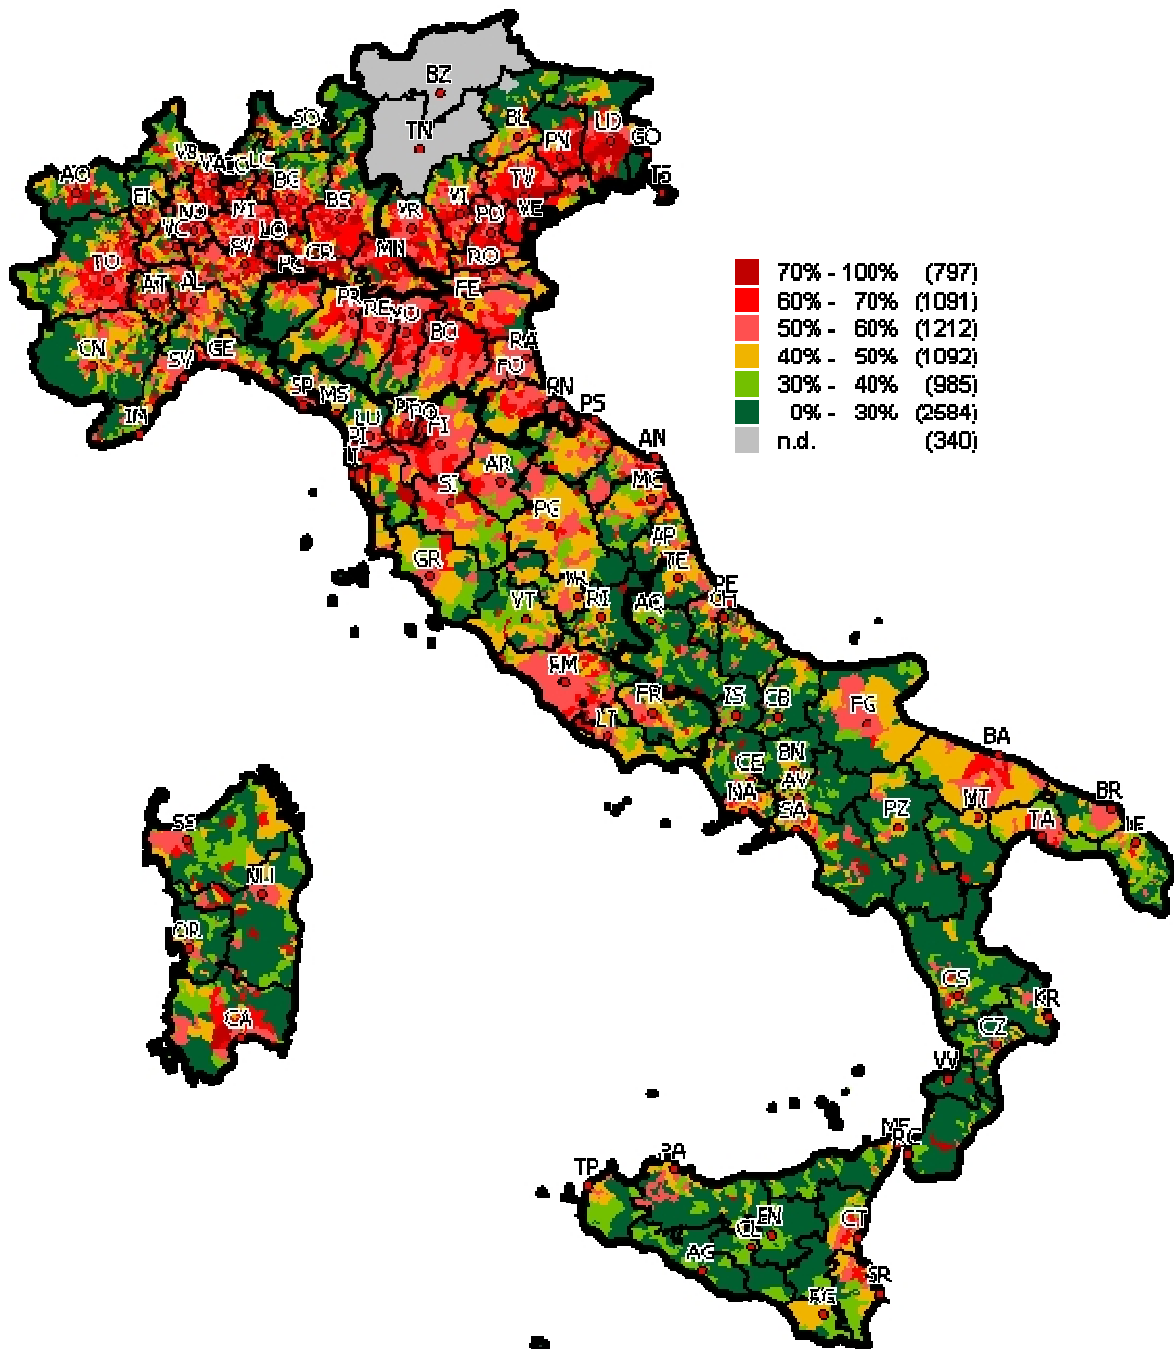 BZ
TN
SO
BL
PN
UD
GO
TS
VB
VA
LC
AO
BI
NO
MI
BG
BS
VI
TV
VE
VC
LO
VR
PD
TO
PV
CR
MN
RO
AT
AL
PR
RE
MO
FE
BO
RA
CN
SV
GE
FO
SP
MS
RN
PS
IM
LU
FI
PI
LI
AN
AR
SI
MC
PG
AP
GR
TE
PE
CH
VT
RI
AQ
RM
FR
LT
IS
CB
FG
CE
BN
NA
AV
SA
BA
PZ
MT
TA
BR
LE
SS
NU
OR
CA
CS
KR
CZ
VV
RC
TP
PA
CT
EN
CL
AG
SR
RG
70% - 100% (797)
60% - 70% (1091)
50% - 60% (1212)
40% - 50% (1092)
30% - 40% (985)
0% - 30% (2584)
n.d. (340)